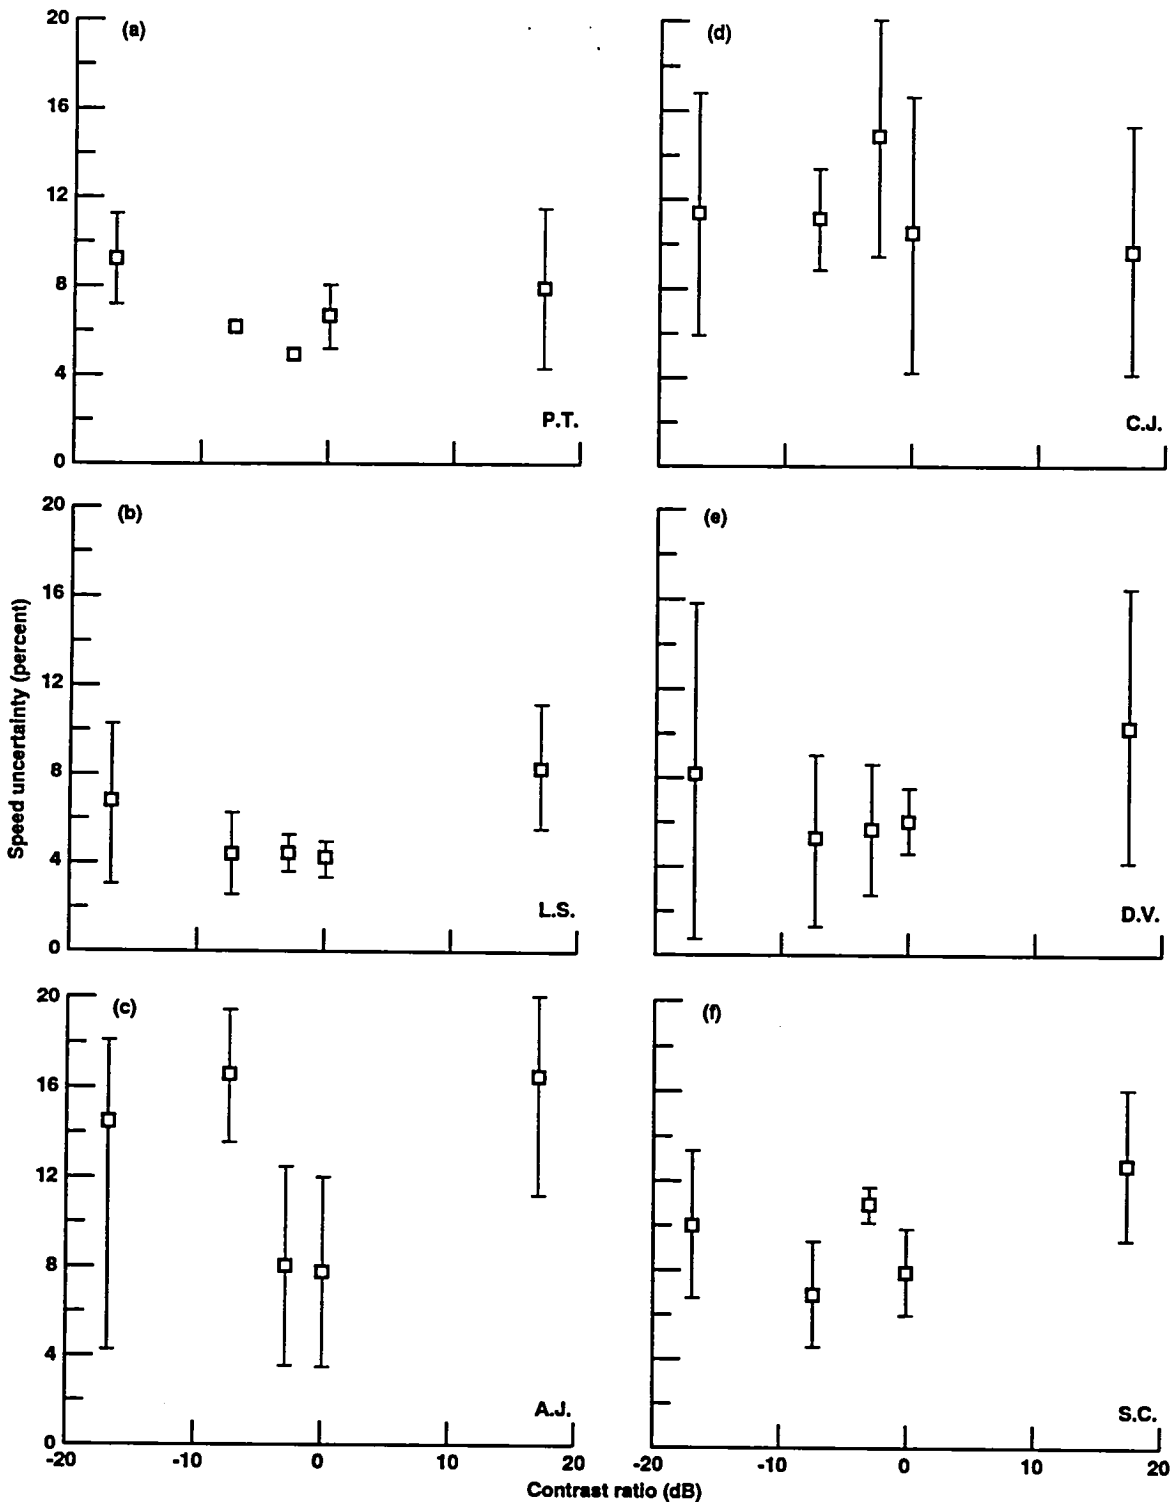 20
16
12
8
4
0
(a)
P.T.
(d)
C.J.
20
16
12
8
4
0
(b)
L.S.
(e)
D.V.
Speed uncertainty (percent)
20
16
12
8
4
0
(c)
A.J.
(f)
S.C.
-20 -10 0 10 20
-20 -10 0 10 20
Contrast ratio (dB)